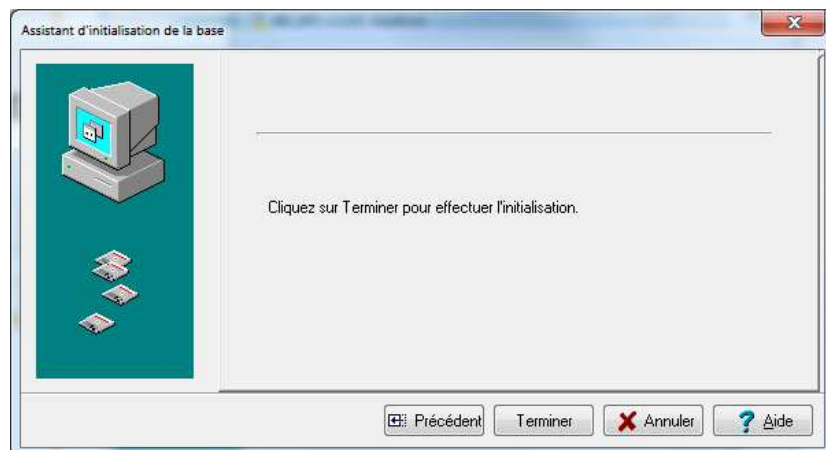 Assistant d'initialisation de la base
Cliquez sur Terminer pour effectuer l'initialisation.
Précédent Terminer Annuler Aide